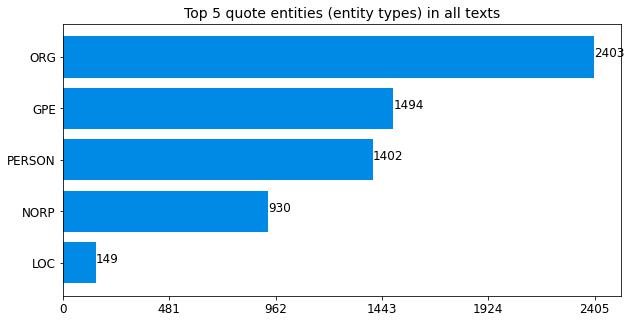 Top 5 quote entities (entity types) in all texts
ORG 2403
GPE 1494
PERSON 1402
NORP 930
LOC 149
0 481 962 1443 1924 2405